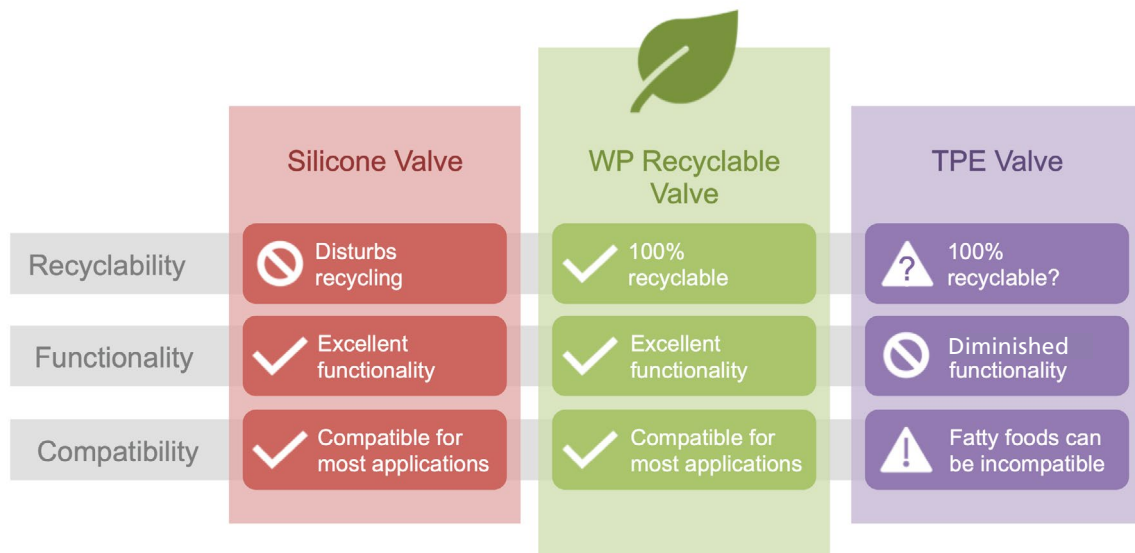 Silicone Valve
WP Recyclable
Valve
TPE Valve
Recyclability
Disturbs
recycling
100%
recyclable
?
100%
recyclable?
Functionality
Excellent
functionality
Excellent
functionality
Diminished
functionality
Compatibility
Compatible for
most applications
Compatible for
most applications
!
Fatty foods can
be incompatible